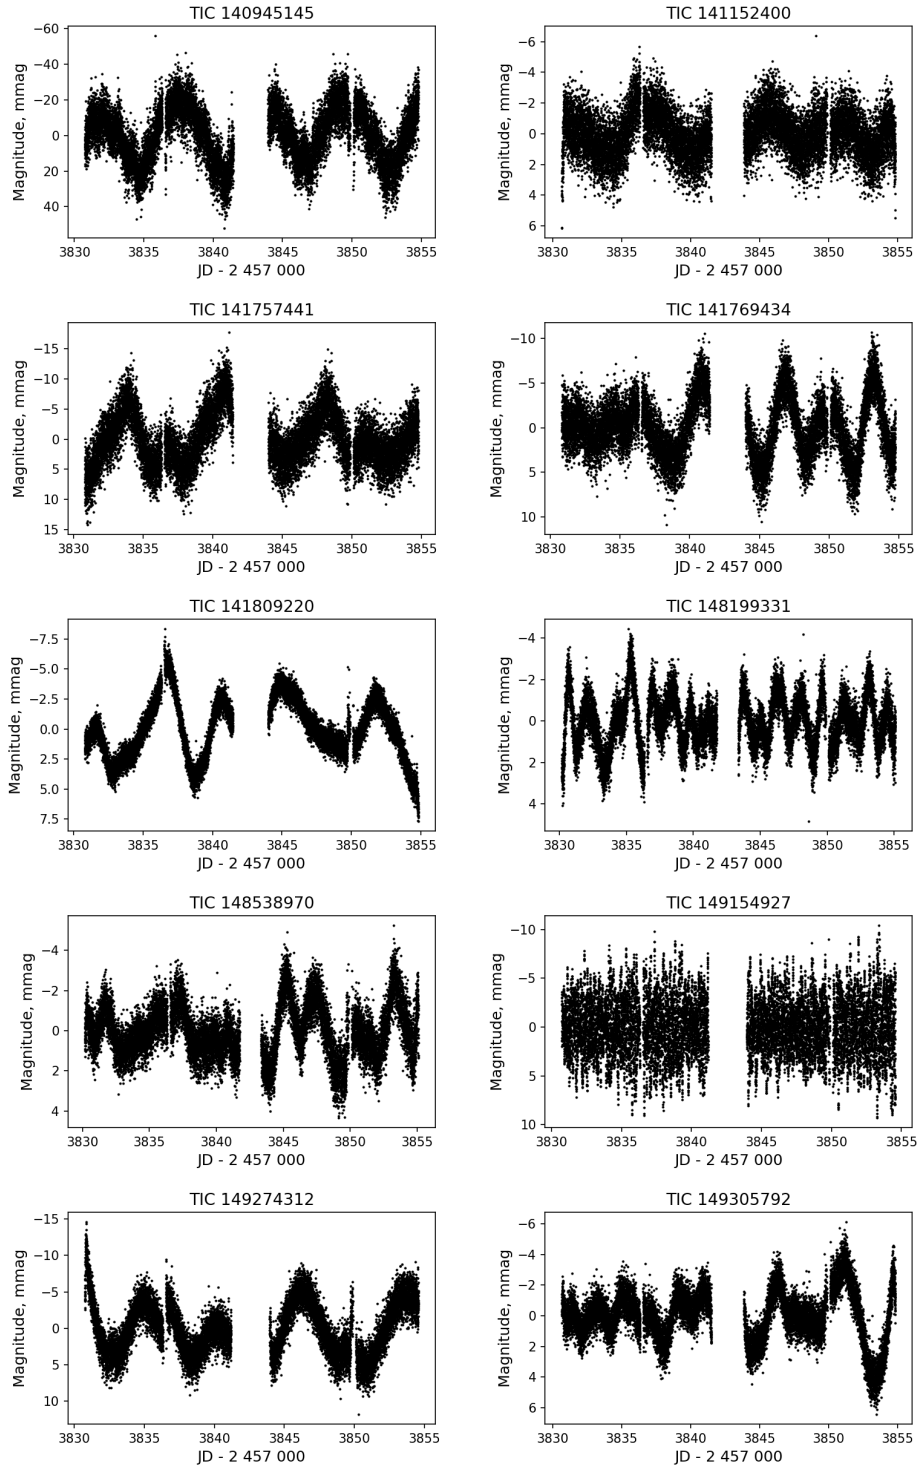 TIC 140945145
−60
−40
−20
0
20
40
Magnitude, mmag
3830 3835 3840 3845 3850 3855
JD - 2 457 000
TIC 141152400
−6
−4
−2
0
2
4
6
Magnitude, mmag
3830 3835 3840 3845 3850 3855
JD - 2 457 000
TIC 141757441
−15
−10
−5
0
5
10
15
Magnitude, mmag
3830 3835 3840 3845 3850 3855
JD - 2 457 000
TIC 141769434
−10
−5
0
5
10
Magnitude, mmag
3830 3835 3840 3845 3850 3855
JD - 2 457 000
TIC 141809220
−7.5
−5.0
−2.5
0.0
2.5
5.0
7.5
Magnitude, mmag
3830 3835 3840 3845 3850 3855
JD - 2 457 000
TIC 148199331
−4
−2
0
2
4
Magnitude, mmag
3830 3835 3840 3845 3850 3855
JD - 2 457 000
TIC 148538970
−4
−2
0
2
4
Magnitude, mmag
3830 3835 3840 3845 3850 3855
JD - 2 457 000
TIC 149154927
−10
−5
0
5
10
Magnitude, mmag
3830 3835 3840 3845 3850 3855
JD - 2 457 000
TIC 149274312
−15
−10
−5
0
5
10
Magnitude, mmag
3830 3835 3840 3845 3850 3855
JD - 2 457 000
TIC 149305792
−6
−4
−2
0
2
4
6
Magnitude, mmag
3830 3835 3840 3845 3850 3855
JD - 2 457 000